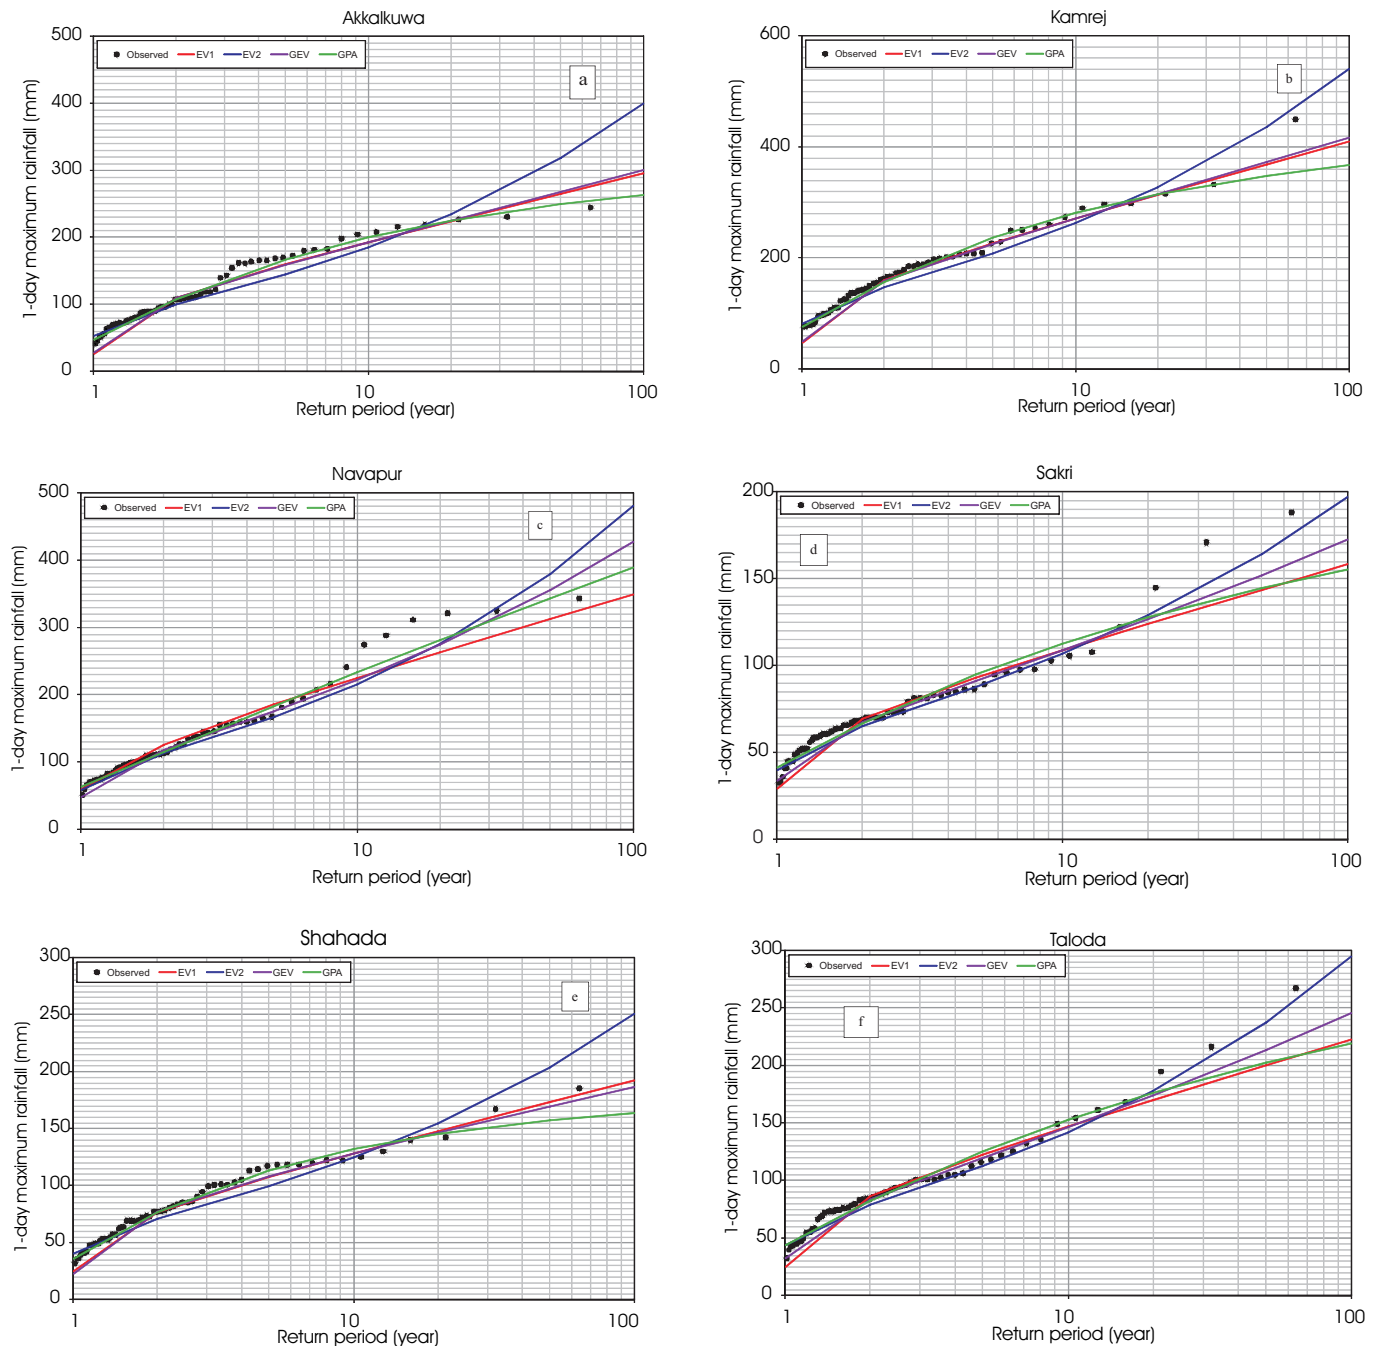 Akkalkuwa
1-day maximum rainfall (mm)
500
400
300
200
100
0
Observed EV1 EV2 GEV GPA
a
1 10 100
Return period (year)
Kamrej
1-day maximum rainfall (mm)
600
400
200
0
Observed EV1 EV2 GEV GPA
b
1 10 100
Return period (year)
Navapur
1-day maximum rainfall (mm)
500
400
300
200
100
0
Observed EV1 EV2 GEV GPA
c
1 10 100
Return period (year)
Sakri
1-day maximum rainfall (mm)
200
150
100
50
0
Observed EV1 EV2 GEV GPA
d
1 10 100
Return period (year)
Shahada
1-day maximum rainfall (mm)
300
250
200
150
100
50
0
Observed EV1 EV2 GEV GPA
e
1 10 100
Return period (year)
Taloda
1-day maximum rainfall (mm)
300
250
200
150
100
50
0
Observed EV1 EV2 GEV GPA
f
1 10 100
Return period (year)